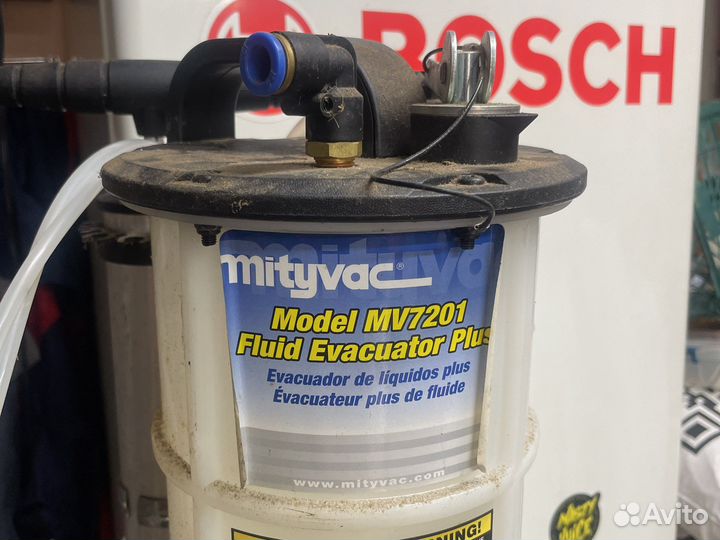 BOSCH
mityvac
mityvac®
Model MV7201
Fluid Evacuator Plus
Evacuador de líquidos plus
Évacuateur plus de fluide
www.mityvac.com
Avito